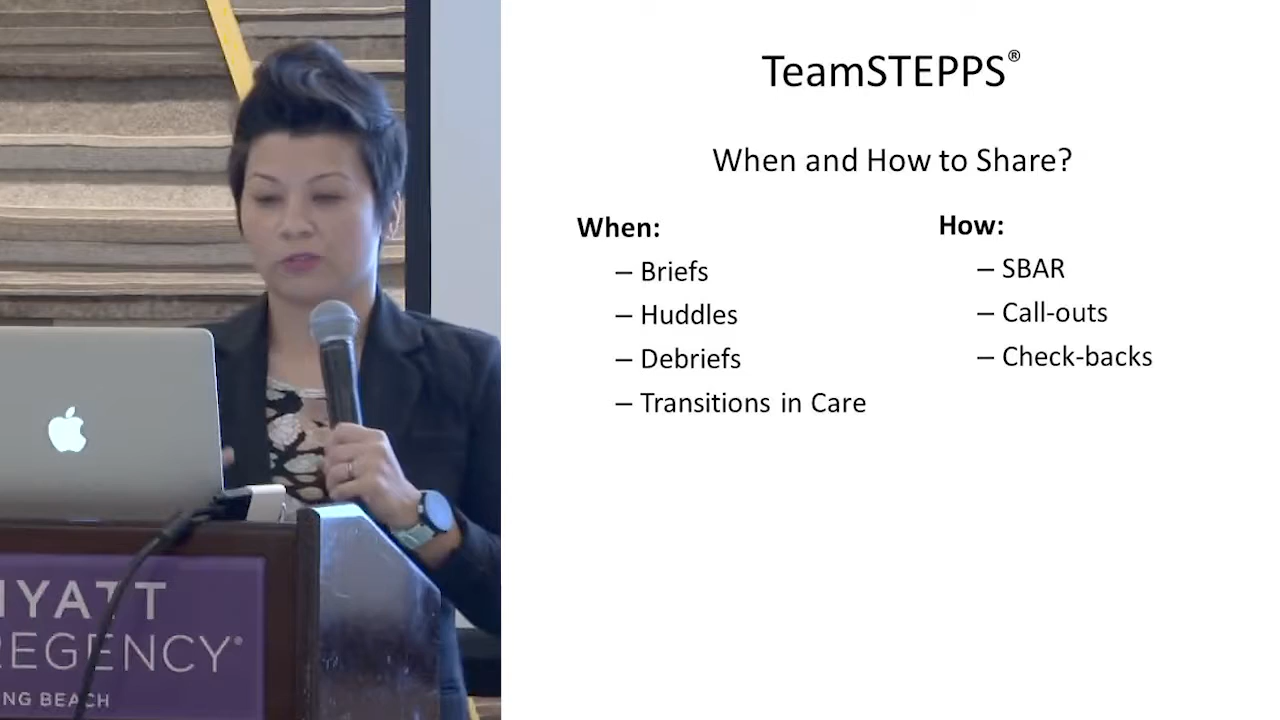 TeamSTEPPS®
When and How to Share?
When:
– Briefs
– Huddles
– Debriefs
– Transitions in Care
How:
– SBAR
– Call-outs
– Check-backs
HYATT
REGENCY®
NG BEACH